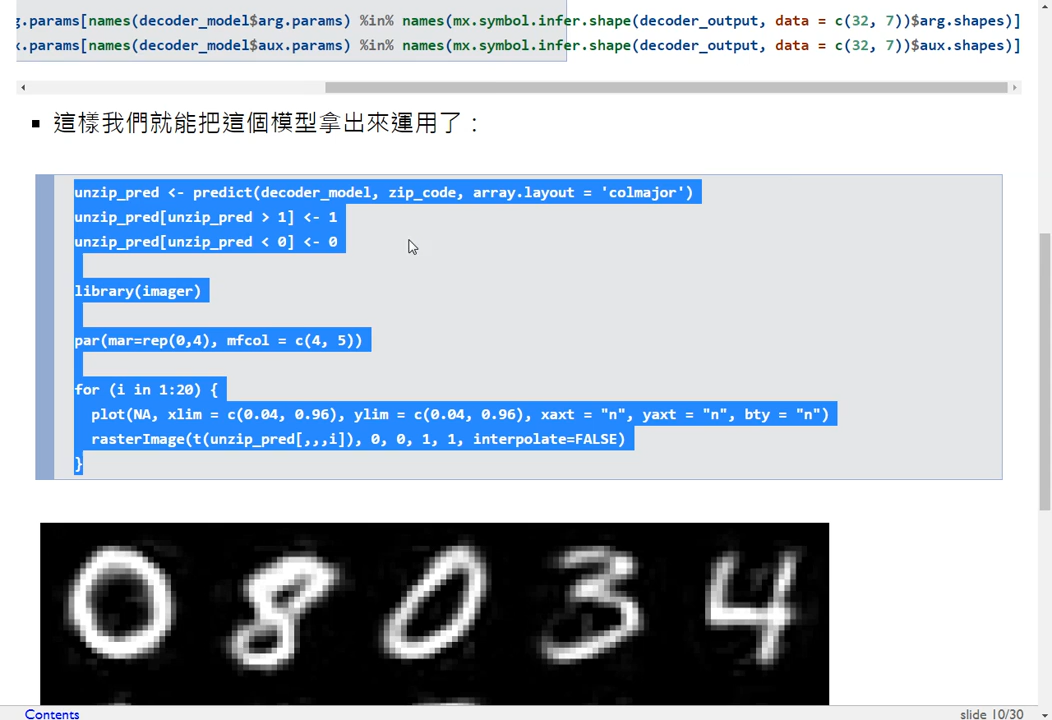 g.params[names(decoder_model$arg.params) %in% names(mx.symbol.infer.shape(decoder_output, data = c(32, 7))$arg.shapes)]
x.params[names(decoder_model$aux.params) %in% names(mx.symbol.infer.shape(decoder_output, data = c(32, 7))$aux.shapes)]
▪ 這樣我們就能把這個模型拿出來運用了：
unzip_pred <- predict(decoder_model, zip_code, array.layout = 'colmajor')
unzip_pred[unzip_pred > 1] <- 1
unzip_pred[unzip_pred < 0] <- 0
library(imager)
par(mar=rep(0,4), mfcol = c(4, 5))
for (i in 1:20) {
  plot(NA, xlim = c(0.04, 0.96), ylim = c(0.04, 0.96), xaxt = "n", yaxt = "n", bty = "n")
  rasterImage(t(unzip_pred[,,,i]), 0, 0, 1, 1, interpolate=FALSE)
}
0 8 0 3 4
Contents
slide 10/30